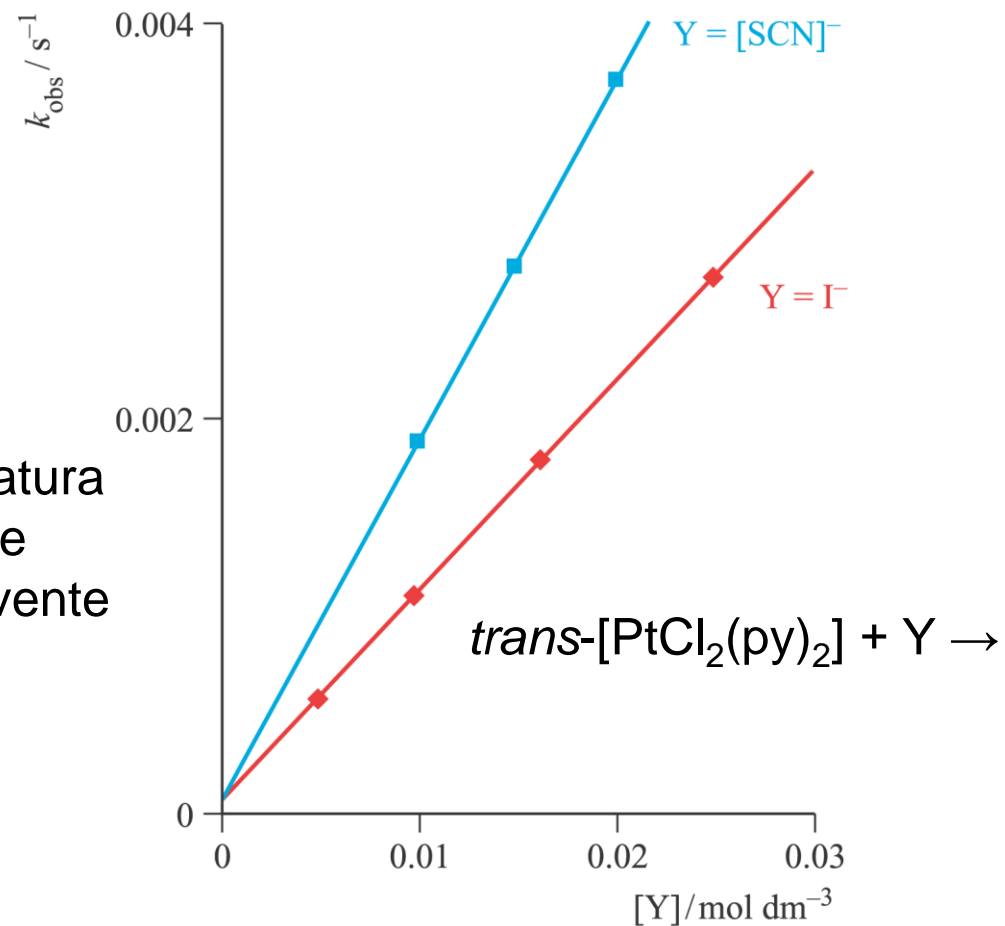 0.004
k_obs / s⁻¹
Y = [SCN]⁻
Y = I⁻
0.002
atura
e
vente
trans-[PtCl₂(py)₂] + Y →
0
0 0.01 0.02 0.03
[Y]/mol dm⁻³